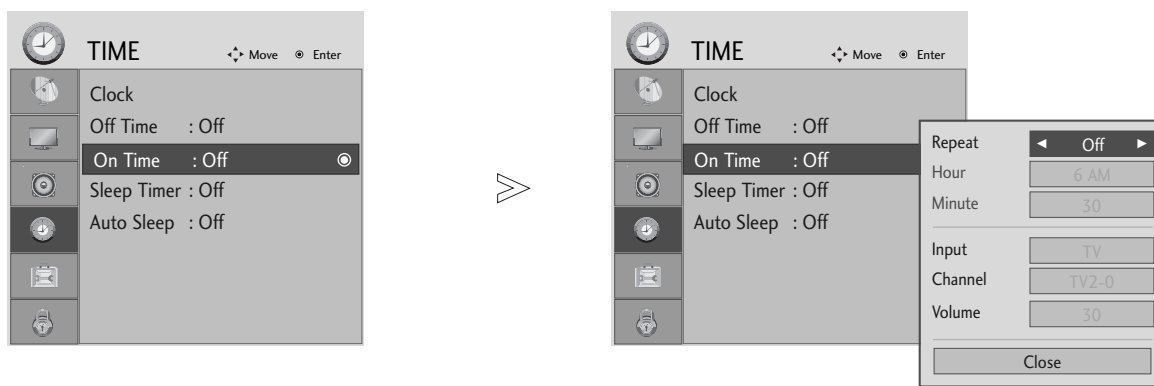 TIME
Move
Enter
Clock
Off Time : Off
On Time : Off
Sleep Timer : Off
Auto Sleep : Off
TIME
Move
Enter
Clock
Off Time : Off
On Time : Off
Sleep Timer : Off
Auto Sleep : Off
Repeat ◄ Off ►
Hour 6 AM
Minute 30
Input TV
Channel TV2-0
Volume 30
Close